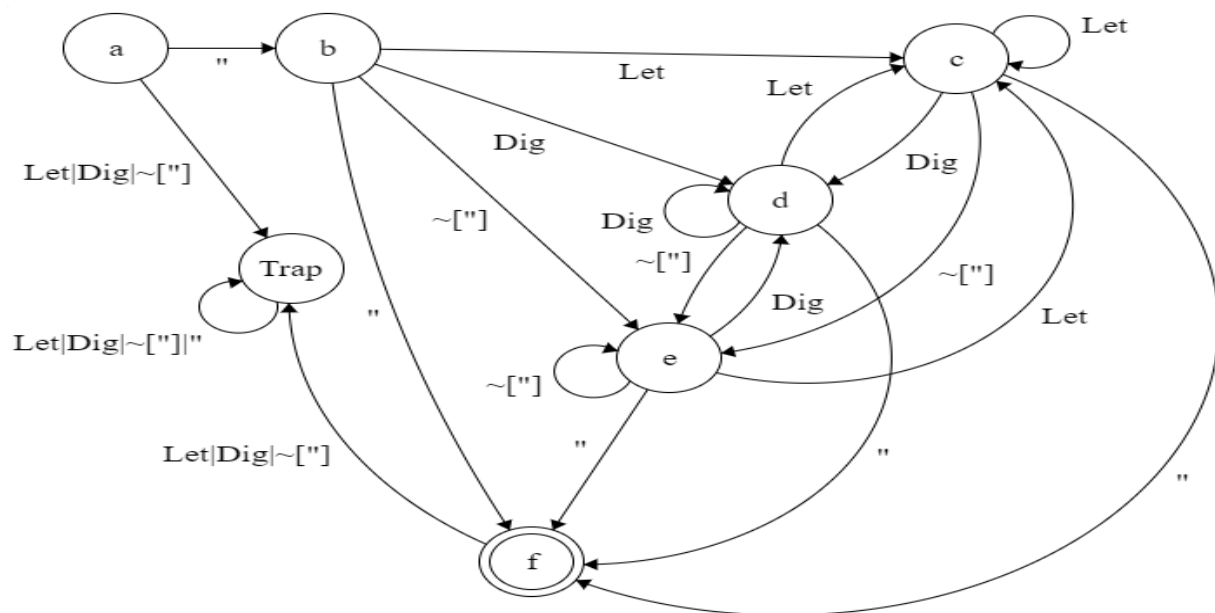 a
"
b
Let
c
Let
Let
Dig
Dig
Let|Dig|~["]
~["]
d
Dig
Trap
~["]
~["]
Dig
"
Let
Let|Dig|~["]|"
e
~["]
"
"
Let|Dig|~["]
"
f